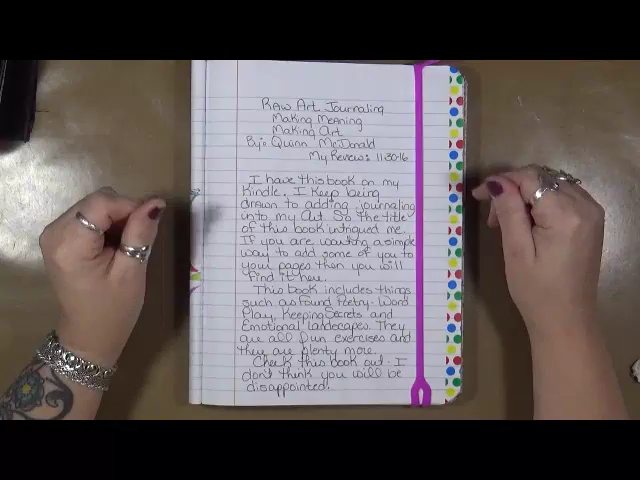 Raw Art Journaling
Making Meaning
Making Art
By: Quinn McDonald
My Review: 11-30-16
I have this book on my
Kindle. I keep being
drawn to adding journaling
into my Art. So the title
of this book intrigued me.
If you are wanting a simple
way to add some of you to
your pages then you will
find it here.
This book includes things
such as Found Poetry - Word
Play, Keeping Secrets and
Emotional landscapes. They
are all fun exercises and
there are plenty more.
Check this book out. I
don't think you will be
disappointed.